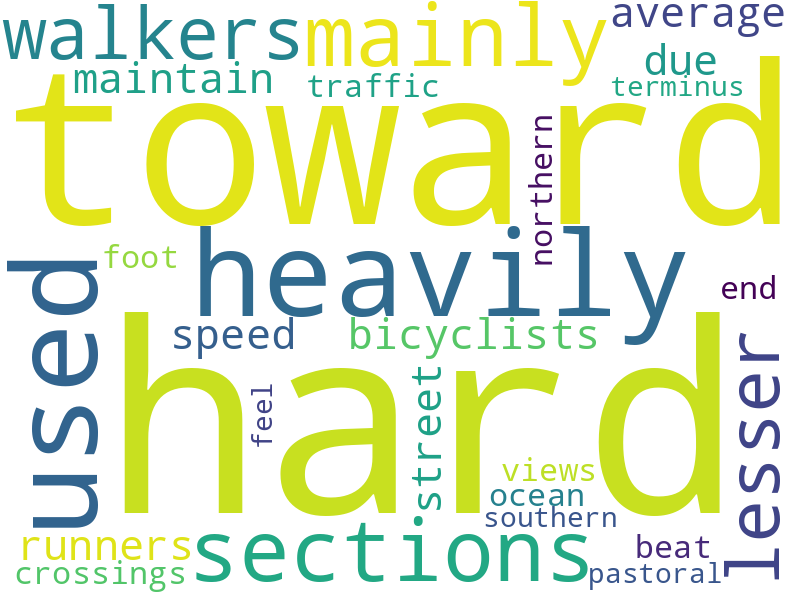 walkers
mainly
average
maintain
traffic
due
terminus
toward
northern
used
foot
heavily
end
speed
bicyclists
hard
lesser
feel
street
views
ocean
southern
runners
sections
beat
crossings
pastoral